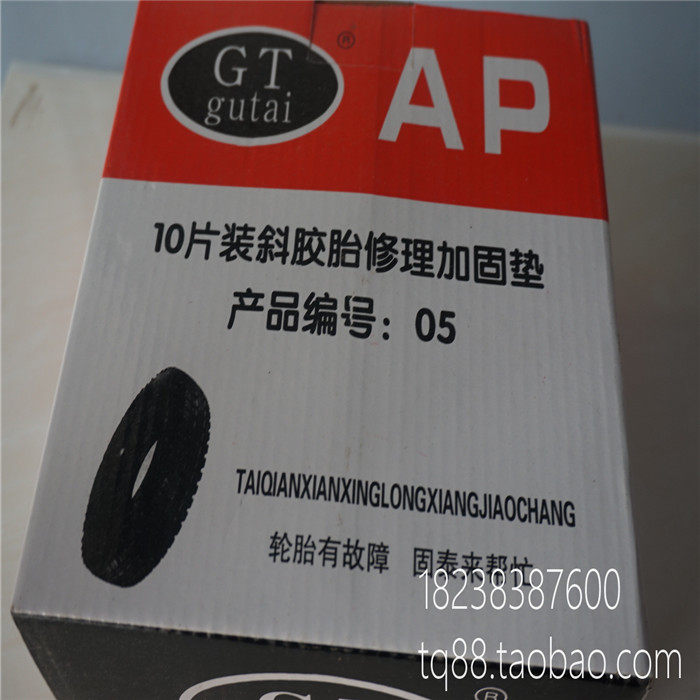 GT
gutai
®
AP
10片装斜胶胎修理加固垫
产品编号：05
TAIQIANXIANXINGLONGXIANGJIAOCHANG
轮胎有故障 固泰来帮忙
18238387600
tq88.taobao.com
GT
®